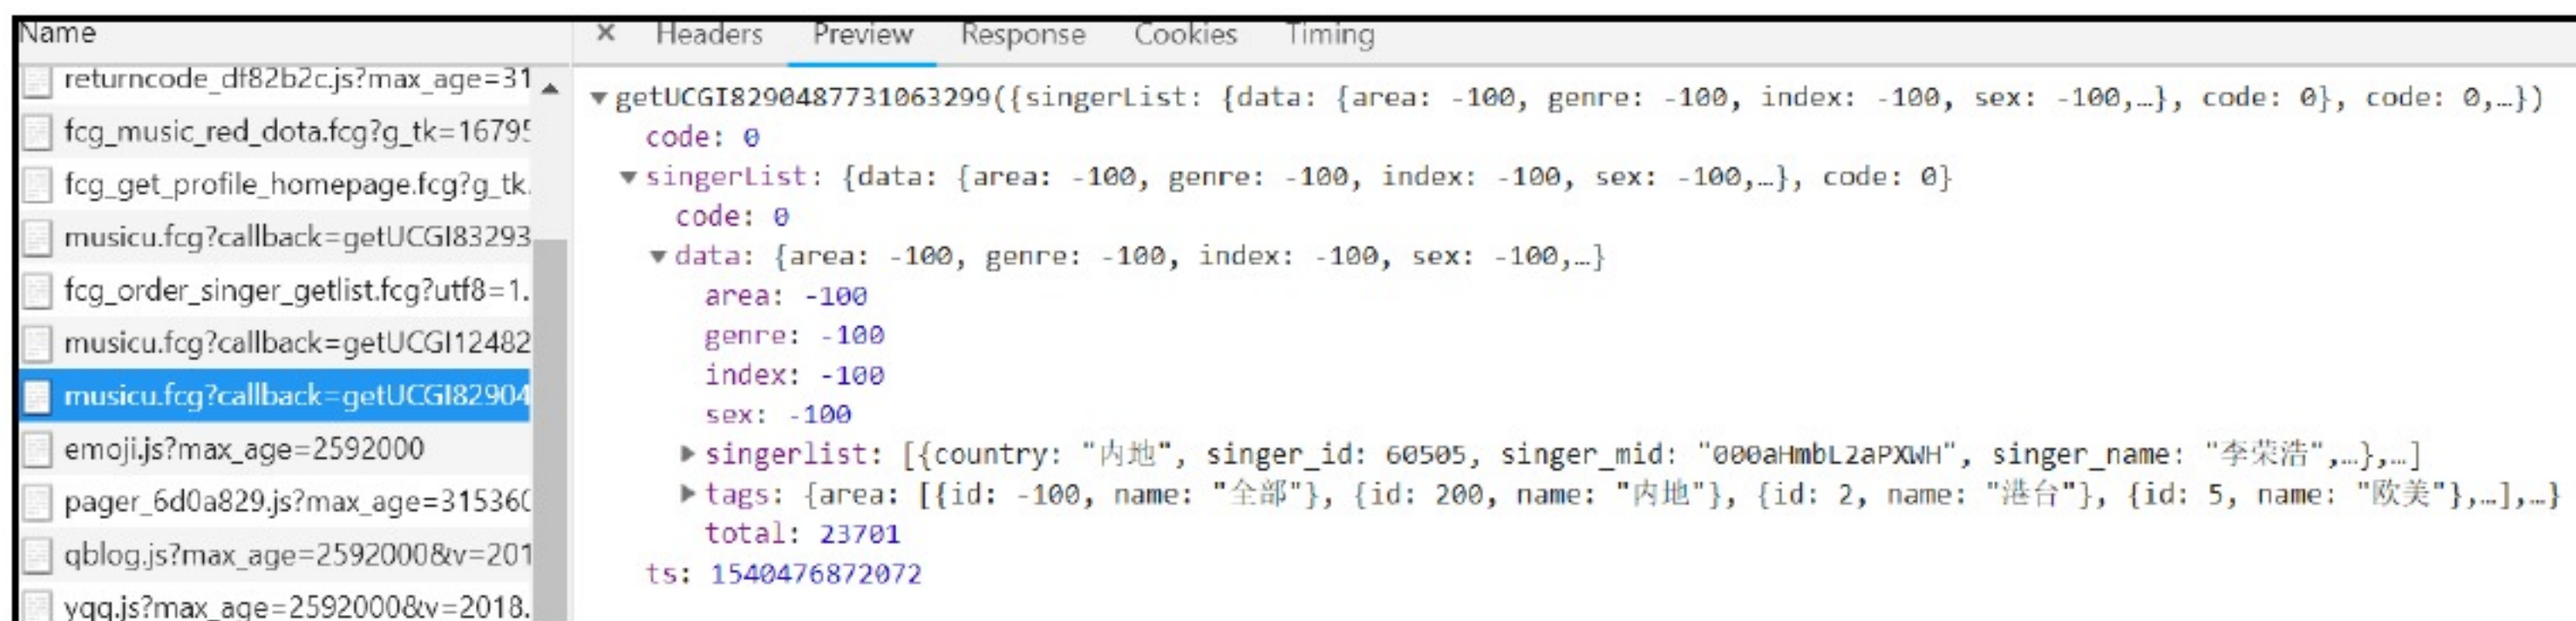 Name
returncode_df82b2c.js?max_age=31
fcg_music_red_dota.fcg?g_tk=16795
fcg_get_profile_homepage.fcg?g_tk.
musicu.fcg?callback=getUCGI83293
fcg_order_singer_getlist.fcg?utf8=1.
musicu.fcg?callback=getUCGI12482
musicu.fcg?callback=getUCGI82904
emoji.js?max_age=2592000
pager_6d0a829.js?max_age=315360
qblog.js?max_age=2592000&v=201
yqq.js?max_age=2592000&v=2018.
× Headers Preview Response Cookies Timing
▼getUCGI8290487731063299({singerList: {data: {area: -100, genre: -100, index: -100, sex: -100,…}, code: 0}, code: 0,…})
code: 0
▼singerList: {data: {area: -100, genre: -100, index: -100, sex: -100,…}, code: 0}
code: 0
▼data: {area: -100, genre: -100, index: -100, sex: -100,…}
area: -100
genre: -100
index: -100
sex: -100
▶singerlist: [{country: "内地", singer_id: 60505, singer_mid: "000aHmbL2aPXWH", singer_name: "李荣浩",…},…]
▶tags: {area: [{id: -100, name: "全部"}, {id: 200, name: "内地"}, {id: 2, name: "港台"}, {id: 5, name: "欧美"},…],…}
total: 23701
ts: 1540476872072